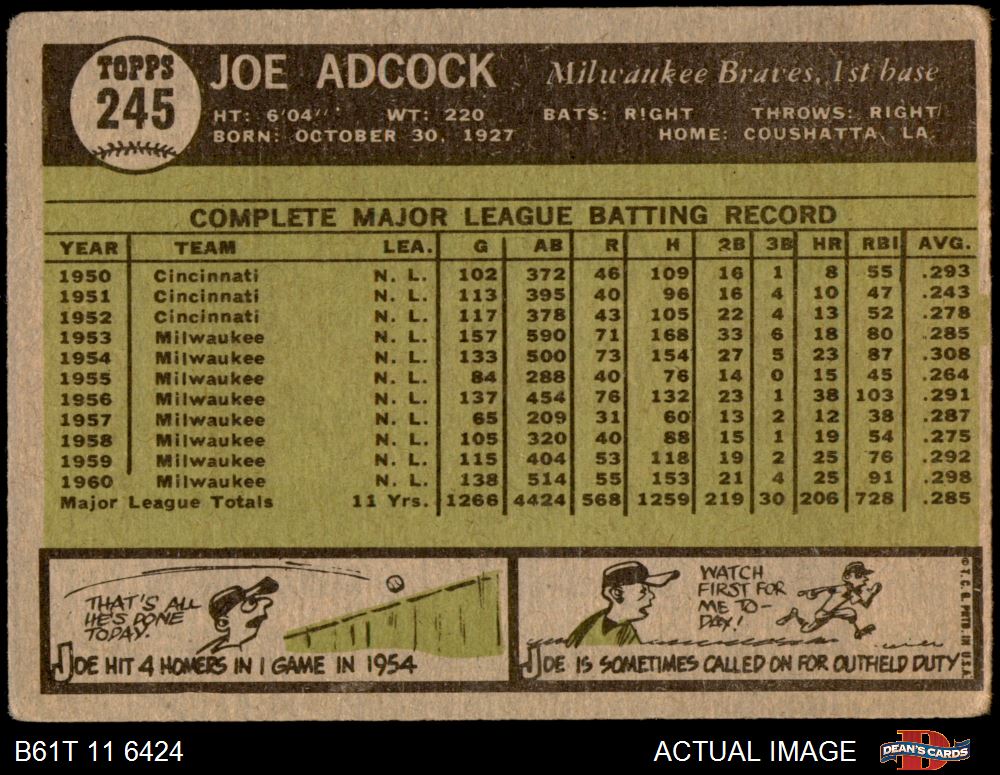 TOPPS
245
JOE ADCOCK
Milwaukee Braves, 1st base
HT: 6'04" WT: 220 BATS: RIGHT THROWS: RIGHT
BORN: OCTOBER 30, 1927 HOME: COUSHATTA, LA.
COMPLETE MAJOR LEAGUE BATTING RECORD
YEAR TEAM LEA. G AB R H 2B 3B HR RBI AVG.
1950 Cincinnati N. L. 102 372 46 109 16 1 8 55 .293
1951 Cincinnati N. L. 113 395 40 96 16 4 10 47 .243
1952 Cincinnati N. L. 117 378 43 105 22 4 13 52 .278
1953 Milwaukee N. L. 157 590 71 168 33 6 18 80 .285
1954 Milwaukee N. L. 133 500 73 154 27 5 23 87 .308
1955 Milwaukee N. L. 84 288 40 76 14 0 15 45 .264
1956 Milwaukee N. L. 137 454 76 132 23 1 38 103 .291
1957 Milwaukee N. L. 65 209 31 60 13 2 12 38 .287
1958 Milwaukee N. L. 105 320 40 88 15 1 19 54 .275
1959 Milwaukee N. L. 115 404 53 118 19 2 25 76 .292
1960 Milwaukee N. L. 138 514 55 153 21 4 25 91 .298
Major League Totals 11 Yrs. 1266 4424 568 1259 219 30 206 728 .285
THAT'S ALL
HE'S DONE
TODAY.
JOE HIT 4 HOMERS IN 1 GAME IN 1954
WATCH
FIRST FOR
ME TO-
DAY!
JOE IS SOMETIMES CALLED ON FOR OUTFIELD DUTY
© T. C. G. PRTD. IN U.S.A.
B61T 11 6424
ACTUAL IMAGE
D
DEAN'S CARDS